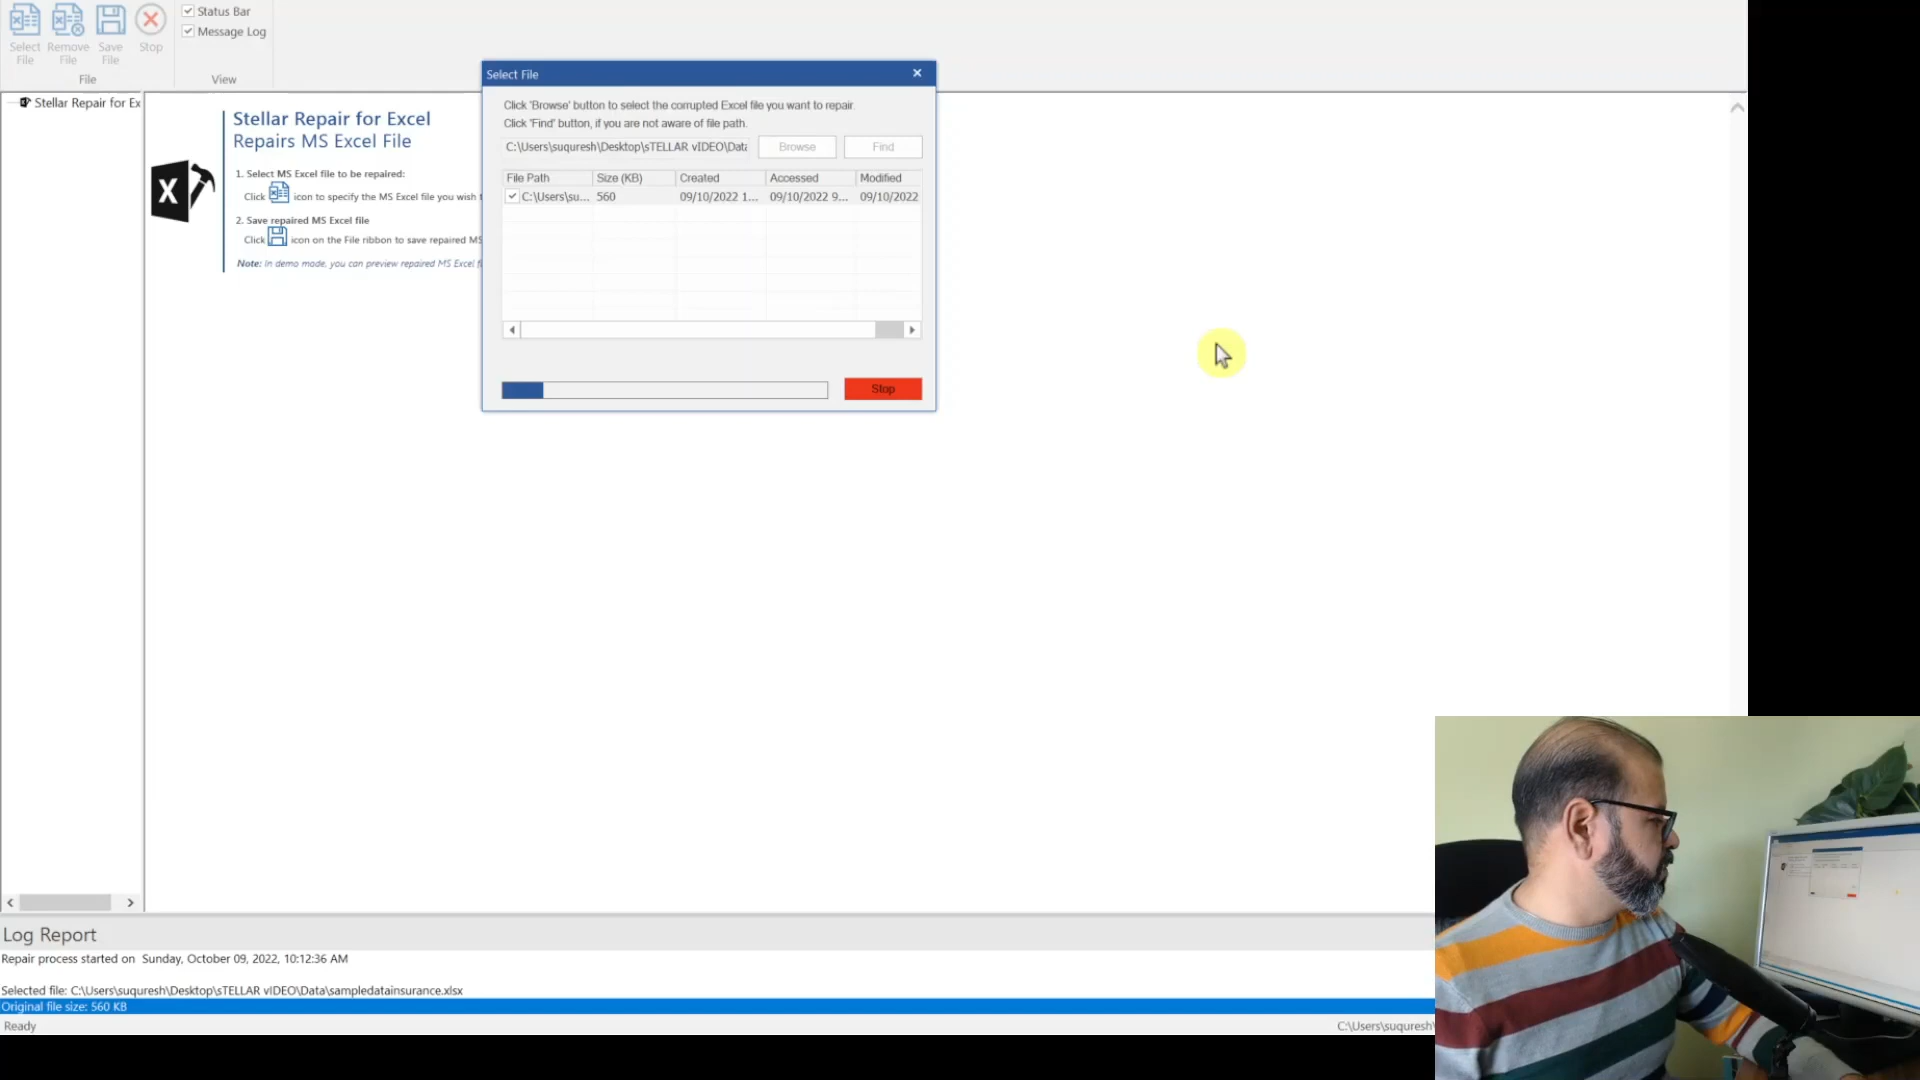 Select File
Remove File
Save File
Stop
Status Bar
Message Log
File
View
Stellar Repair for Ex
Stellar Repair for Excel
Repairs MS Excel File
1. Select MS Excel file to be repaired:
Click icon to specify the MS Excel file you wish
2. Save repaired MS Excel file
Click icon on the File ribbon to save repaired MS
Note: In demo mode, you can preview repaired MS Excel
Select File
Click 'Browse' button to select the corrupted Excel file you want to repair.
Click 'Find' button, if you are not aware of file path.
C:\Users\suquresh\Desktop\sTELLAR vIDEO\Data
Browse
Find
File Path Size (KB) Created Accessed Modified
C:\Users\su... 560 09/10/2022 1... 09/10/2022 9... 09/10/2022
Stop
Log Report
Repair process started on Sunday, October 09, 2022, 10:12:36 AM
Selected file: C:\Users\suquresh\Desktop\sTELLAR vIDEO\Data\sampledatainsurance.xlsx
Original file size: 560 KB
Ready
C:\Users\suquresh\